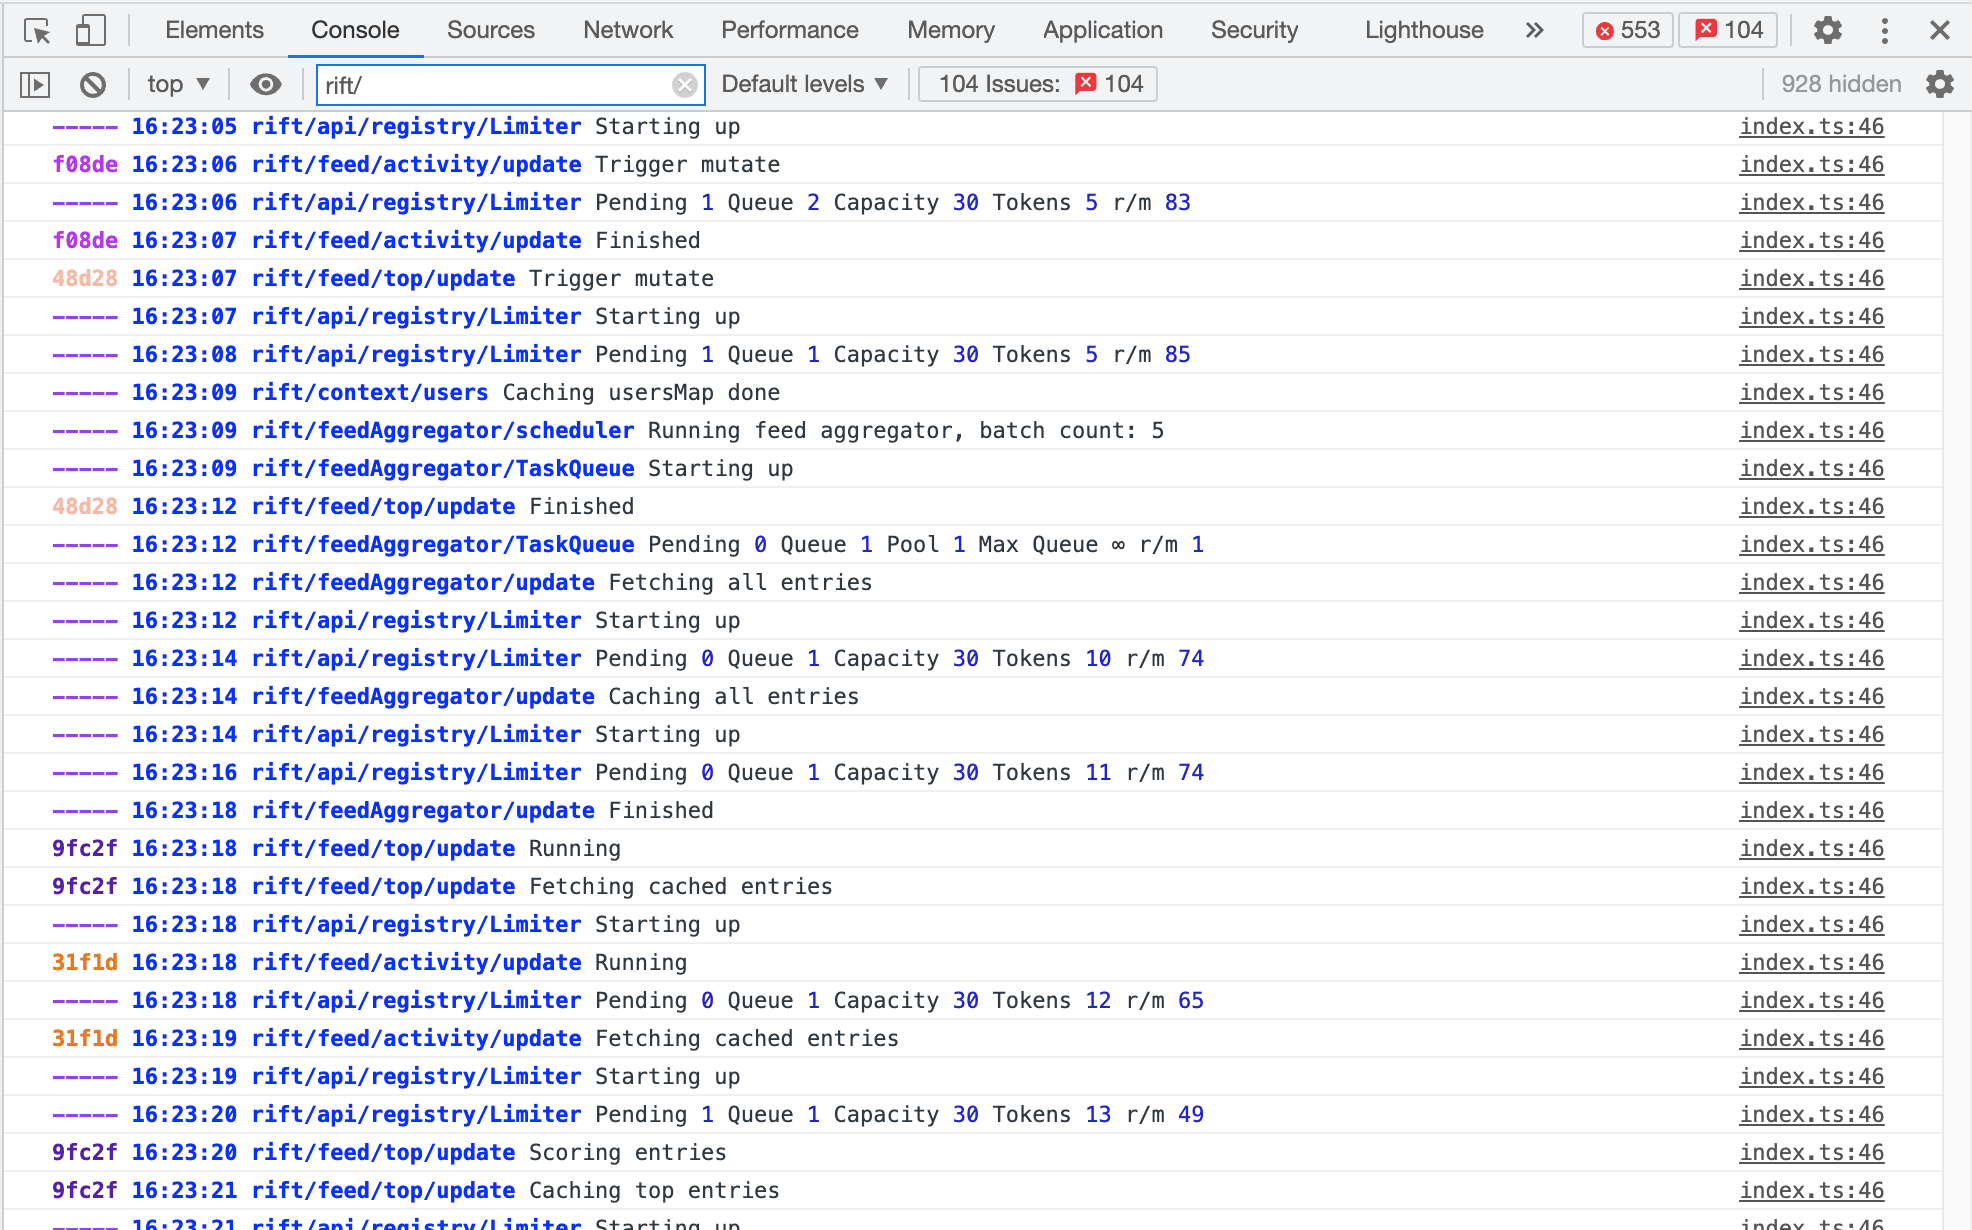 Elements Console Sources Network Performance Memory Application Security Lighthouse » 553 104
top ▼ rift/ Default levels ▼ 104 Issues: 104 928 hidden
----- 16:23:05 rift/api/registry/Limiter Starting up index.ts:46
f08de 16:23:06 rift/feed/activity/update Trigger mutate index.ts:46
----- 16:23:06 rift/api/registry/Limiter Pending 1 Queue 2 Capacity 30 Tokens 5 r/m 83 index.ts:46
f08de 16:23:07 rift/feed/activity/update Finished index.ts:46
48d28 16:23:07 rift/feed/top/update Trigger mutate index.ts:46
----- 16:23:07 rift/api/registry/Limiter Starting up index.ts:46
----- 16:23:08 rift/api/registry/Limiter Pending 1 Queue 1 Capacity 30 Tokens 5 r/m 85 index.ts:46
----- 16:23:09 rift/context/users Caching usersMap done index.ts:46
----- 16:23:09 rift/feedAggregator/scheduler Running feed aggregator, batch count: 5 index.ts:46
----- 16:23:09 rift/feedAggregator/TaskQueue Starting up index.ts:46
48d28 16:23:12 rift/feed/top/update Finished index.ts:46
----- 16:23:12 rift/feedAggregator/TaskQueue Pending 0 Queue 1 Pool 1 Max Queue ∞ r/m 1 index.ts:46
----- 16:23:12 rift/feedAggregator/update Fetching all entries index.ts:46
----- 16:23:12 rift/api/registry/Limiter Starting up index.ts:46
----- 16:23:14 rift/api/registry/Limiter Pending 0 Queue 1 Capacity 30 Tokens 10 r/m 74 index.ts:46
----- 16:23:14 rift/feedAggregator/update Caching all entries index.ts:46
----- 16:23:14 rift/api/registry/Limiter Starting up index.ts:46
----- 16:23:16 rift/api/registry/Limiter Pending 0 Queue 1 Capacity 30 Tokens 11 r/m 74 index.ts:46
----- 16:23:18 rift/feedAggregator/update Finished index.ts:46
9fc2f 16:23:18 rift/feed/top/update Running index.ts:46
9fc2f 16:23:18 rift/feed/top/update Fetching cached entries index.ts:46
----- 16:23:18 rift/api/registry/Limiter Starting up index.ts:46
31f1d 16:23:18 rift/feed/activity/update Running index.ts:46
----- 16:23:18 rift/api/registry/Limiter Pending 0 Queue 1 Capacity 30 Tokens 12 r/m 65 index.ts:46
31f1d 16:23:19 rift/feed/activity/update Fetching cached entries index.ts:46
----- 16:23:19 rift/api/registry/Limiter Starting up index.ts:46
----- 16:23:20 rift/api/registry/Limiter Pending 1 Queue 1 Capacity 30 Tokens 13 r/m 49 index.ts:46
9fc2f 16:23:20 rift/feed/top/update Scoring entries index.ts:46
9fc2f 16:23:21 rift/feed/top/update Caching top entries index.ts:46
----- 16:23:21 rift/api/registry/Limiter Starting up index.ts:46